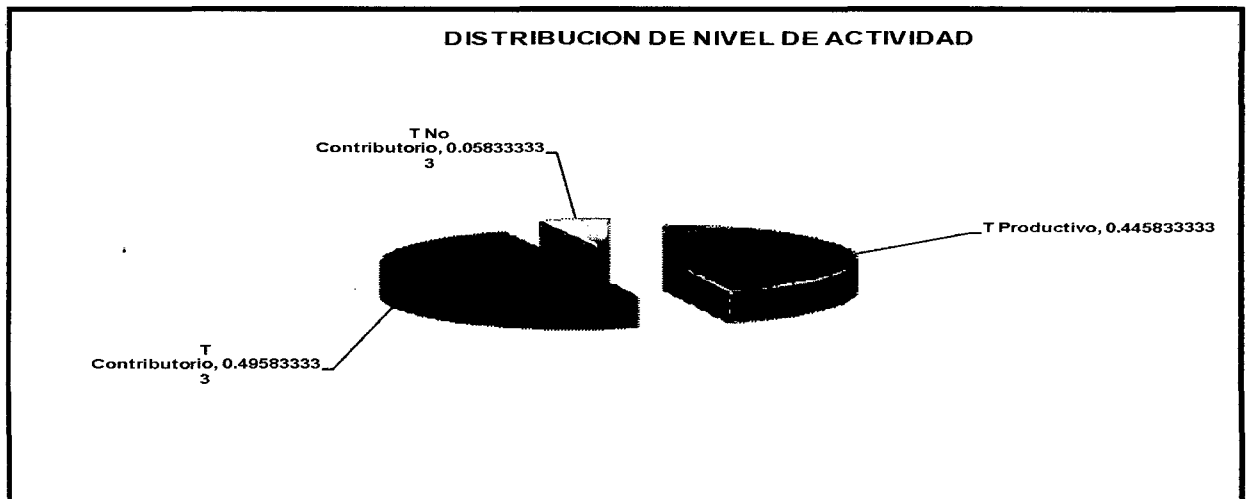 DISTRIBUCION DE NIVEL DE ACTIVIDAD
T No
Contributorio, 0.05833333
3
T Productivo, 0.445833333
T
Contributorio, 0.49583333
3